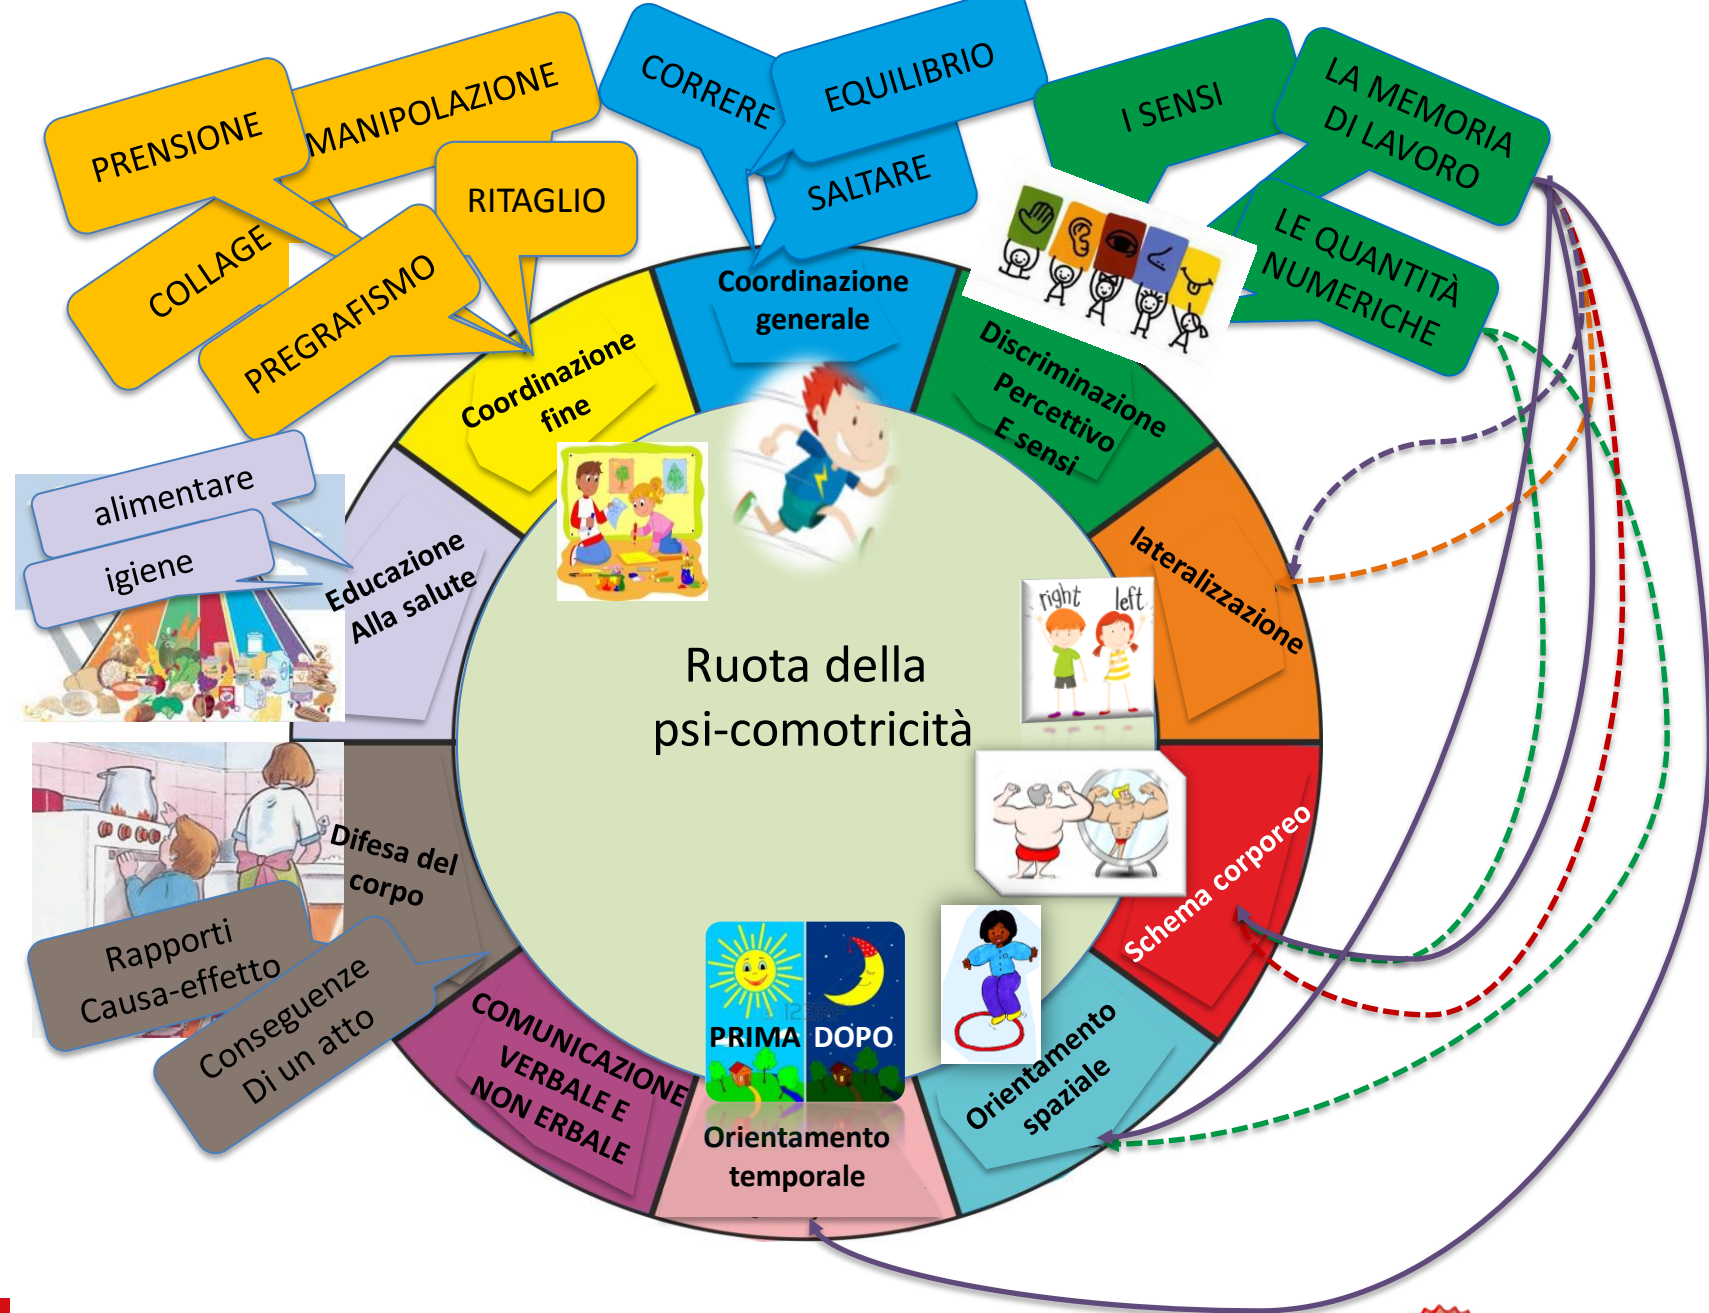 PRENSIONE
MANIPOLAZIONE
COLLAGE
PREGRAFISMO
RITAGLIO
CORRERE
EQUILIBRIO
SALTARE
I SENSI
LA MEMORIA
DI LAVORO
LE QUANTITÀ
NUMERICHE
Coordinazione
generale
Discriminazione
Percettivo
E sensi
Coordinazione
fine
alimentare
igiene
Educazione
Alla salute
lateralizzazione
right left
Ruota della
psi-comotricità
Schema corporeo
Difesa del
corpo
Rapporti
Causa-effetto
Conseguenze
Di un atto
COMUNICAZIONE
VERBALE E
NON ERBALE
PRIMA DOPO
Orientamento
temporale
Orientamento
spaziale